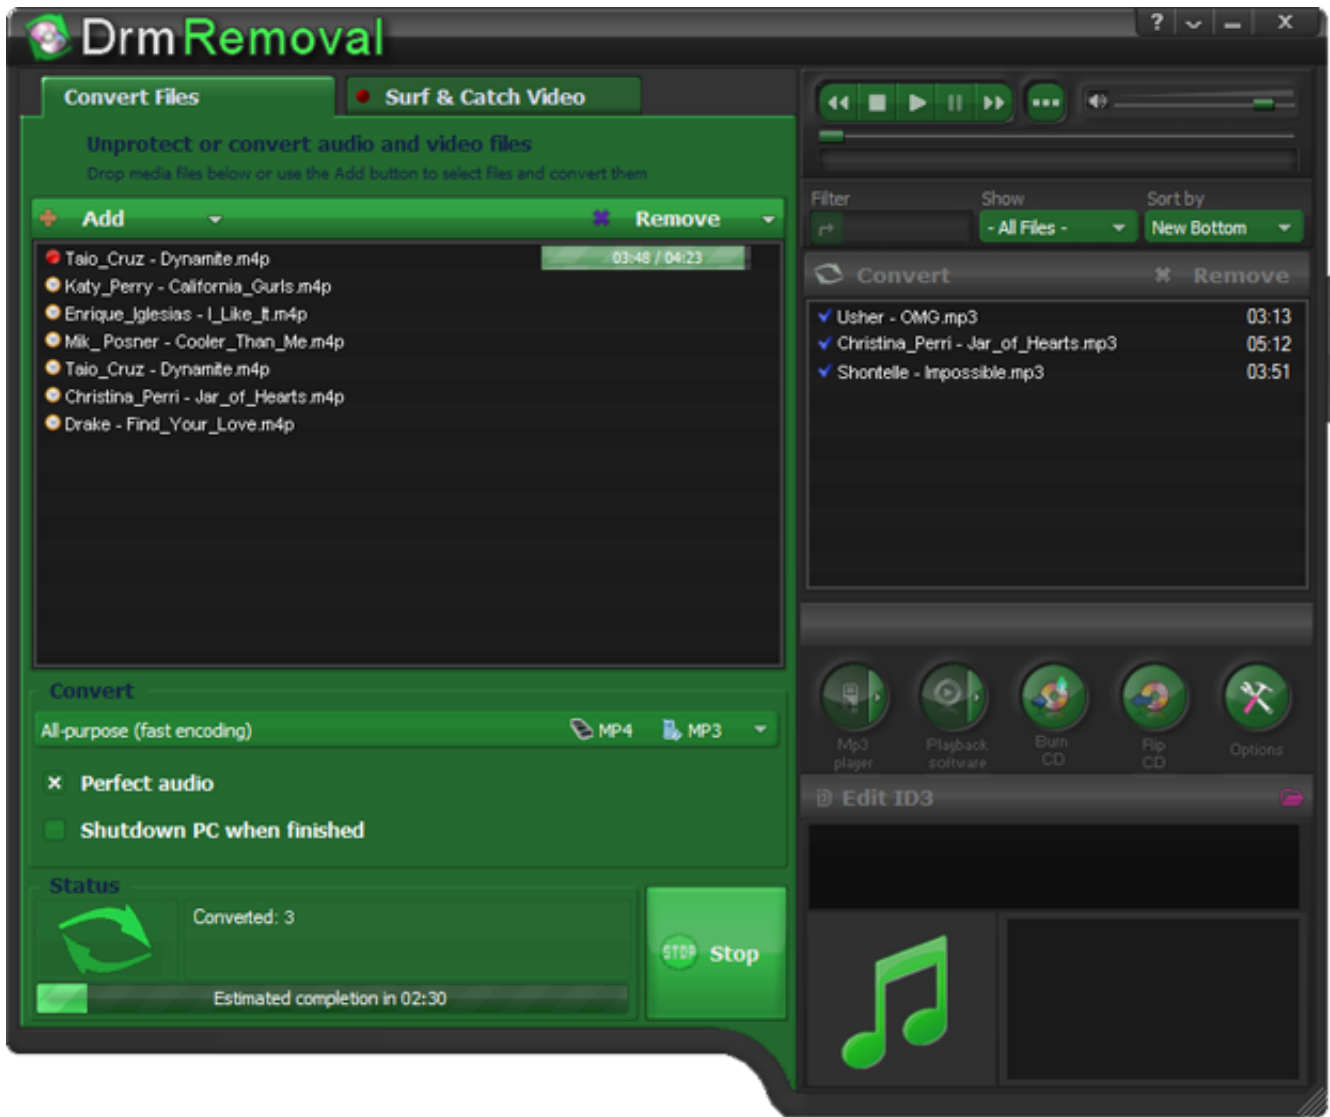 DrmRemoval
?
X
Convert Files
Surf & Catch Video
Unprotect or convert audio and video files
Drop media files below or use the Add button to select files and convert them
Add
Remove
Taio_Cruz - Dynamite.m4p
03:48 / 04:23
Katy_Perry - California_Gurls.m4p
Enrique_Iglesias - I_Like_It.m4p
Mik_ Posner - Cooler_Than_Me.m4p
Taio_Cruz - Dynamite.m4p
Christina_Perri - Jar_of_Hearts.m4p
Drake - Find_Your_Love.m4p
Convert
All-purpose (fast encoding)
MP4
MP3
Perfect audio
Shutdown PC when finished
Status
Converted: 3
Estimated completion in 02:30
STOP
Stop
Filter
Show
Sort by
- All Files -
New Bottom
Convert
Remove
Usher - OMG.mp3
03:13
Christina_Perri - Jar_of_Hearts.mp3
05:12
Shontelle - Impossible.mp3
03:51
Mp3
player
Playback
software
Burn
CD
Rip
CD
Options
Edit ID3